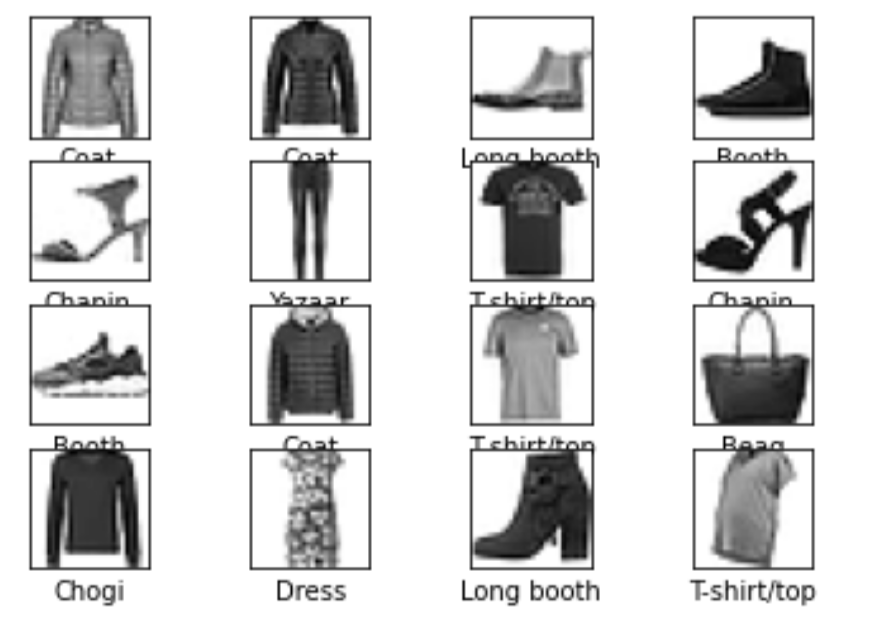 Coat Coat Long booth Booth
Chapin Yazaar T-shirt/top Chapin
Booth Coat T-shirt/top Beag
Chogi Dress Long booth T-shirt/top